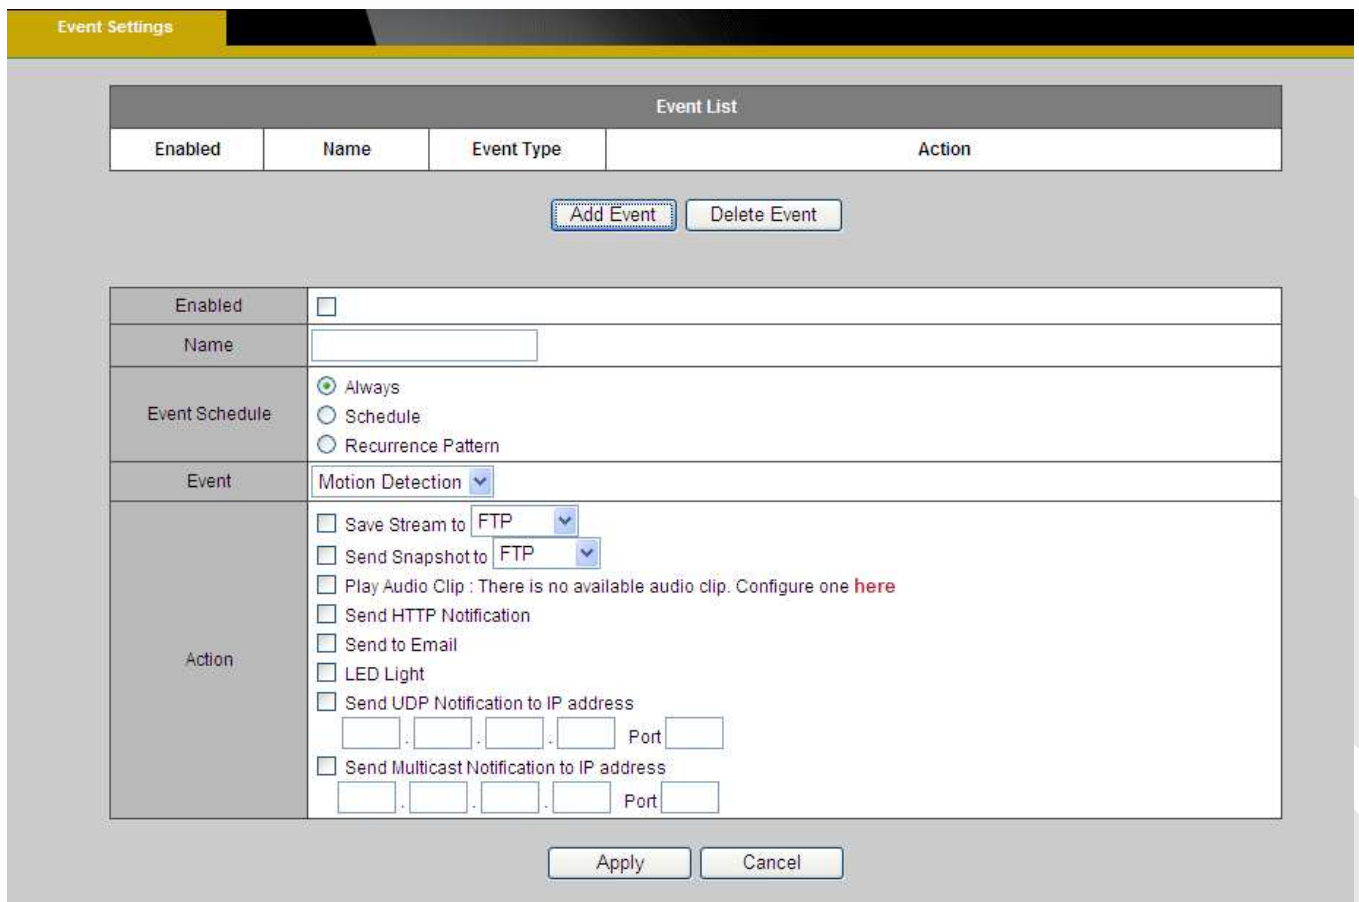 Event Settings
Event List
Enabled Name Event Type Action
Add Event Delete Event
Enabled
Name
Event Schedule
Always
Schedule
Recurrence Pattern
Event Motion Detection
Action
Save Stream to FTP
Send Snapshot to FTP
Play Audio Clip : There is no available audio clip. Configure one here
Send HTTP Notification
Send to Email
LED Light
Send UDP Notification to IP address
. . . Port
Send Multicast Notification to IP address
. . . Port
Apply Cancel